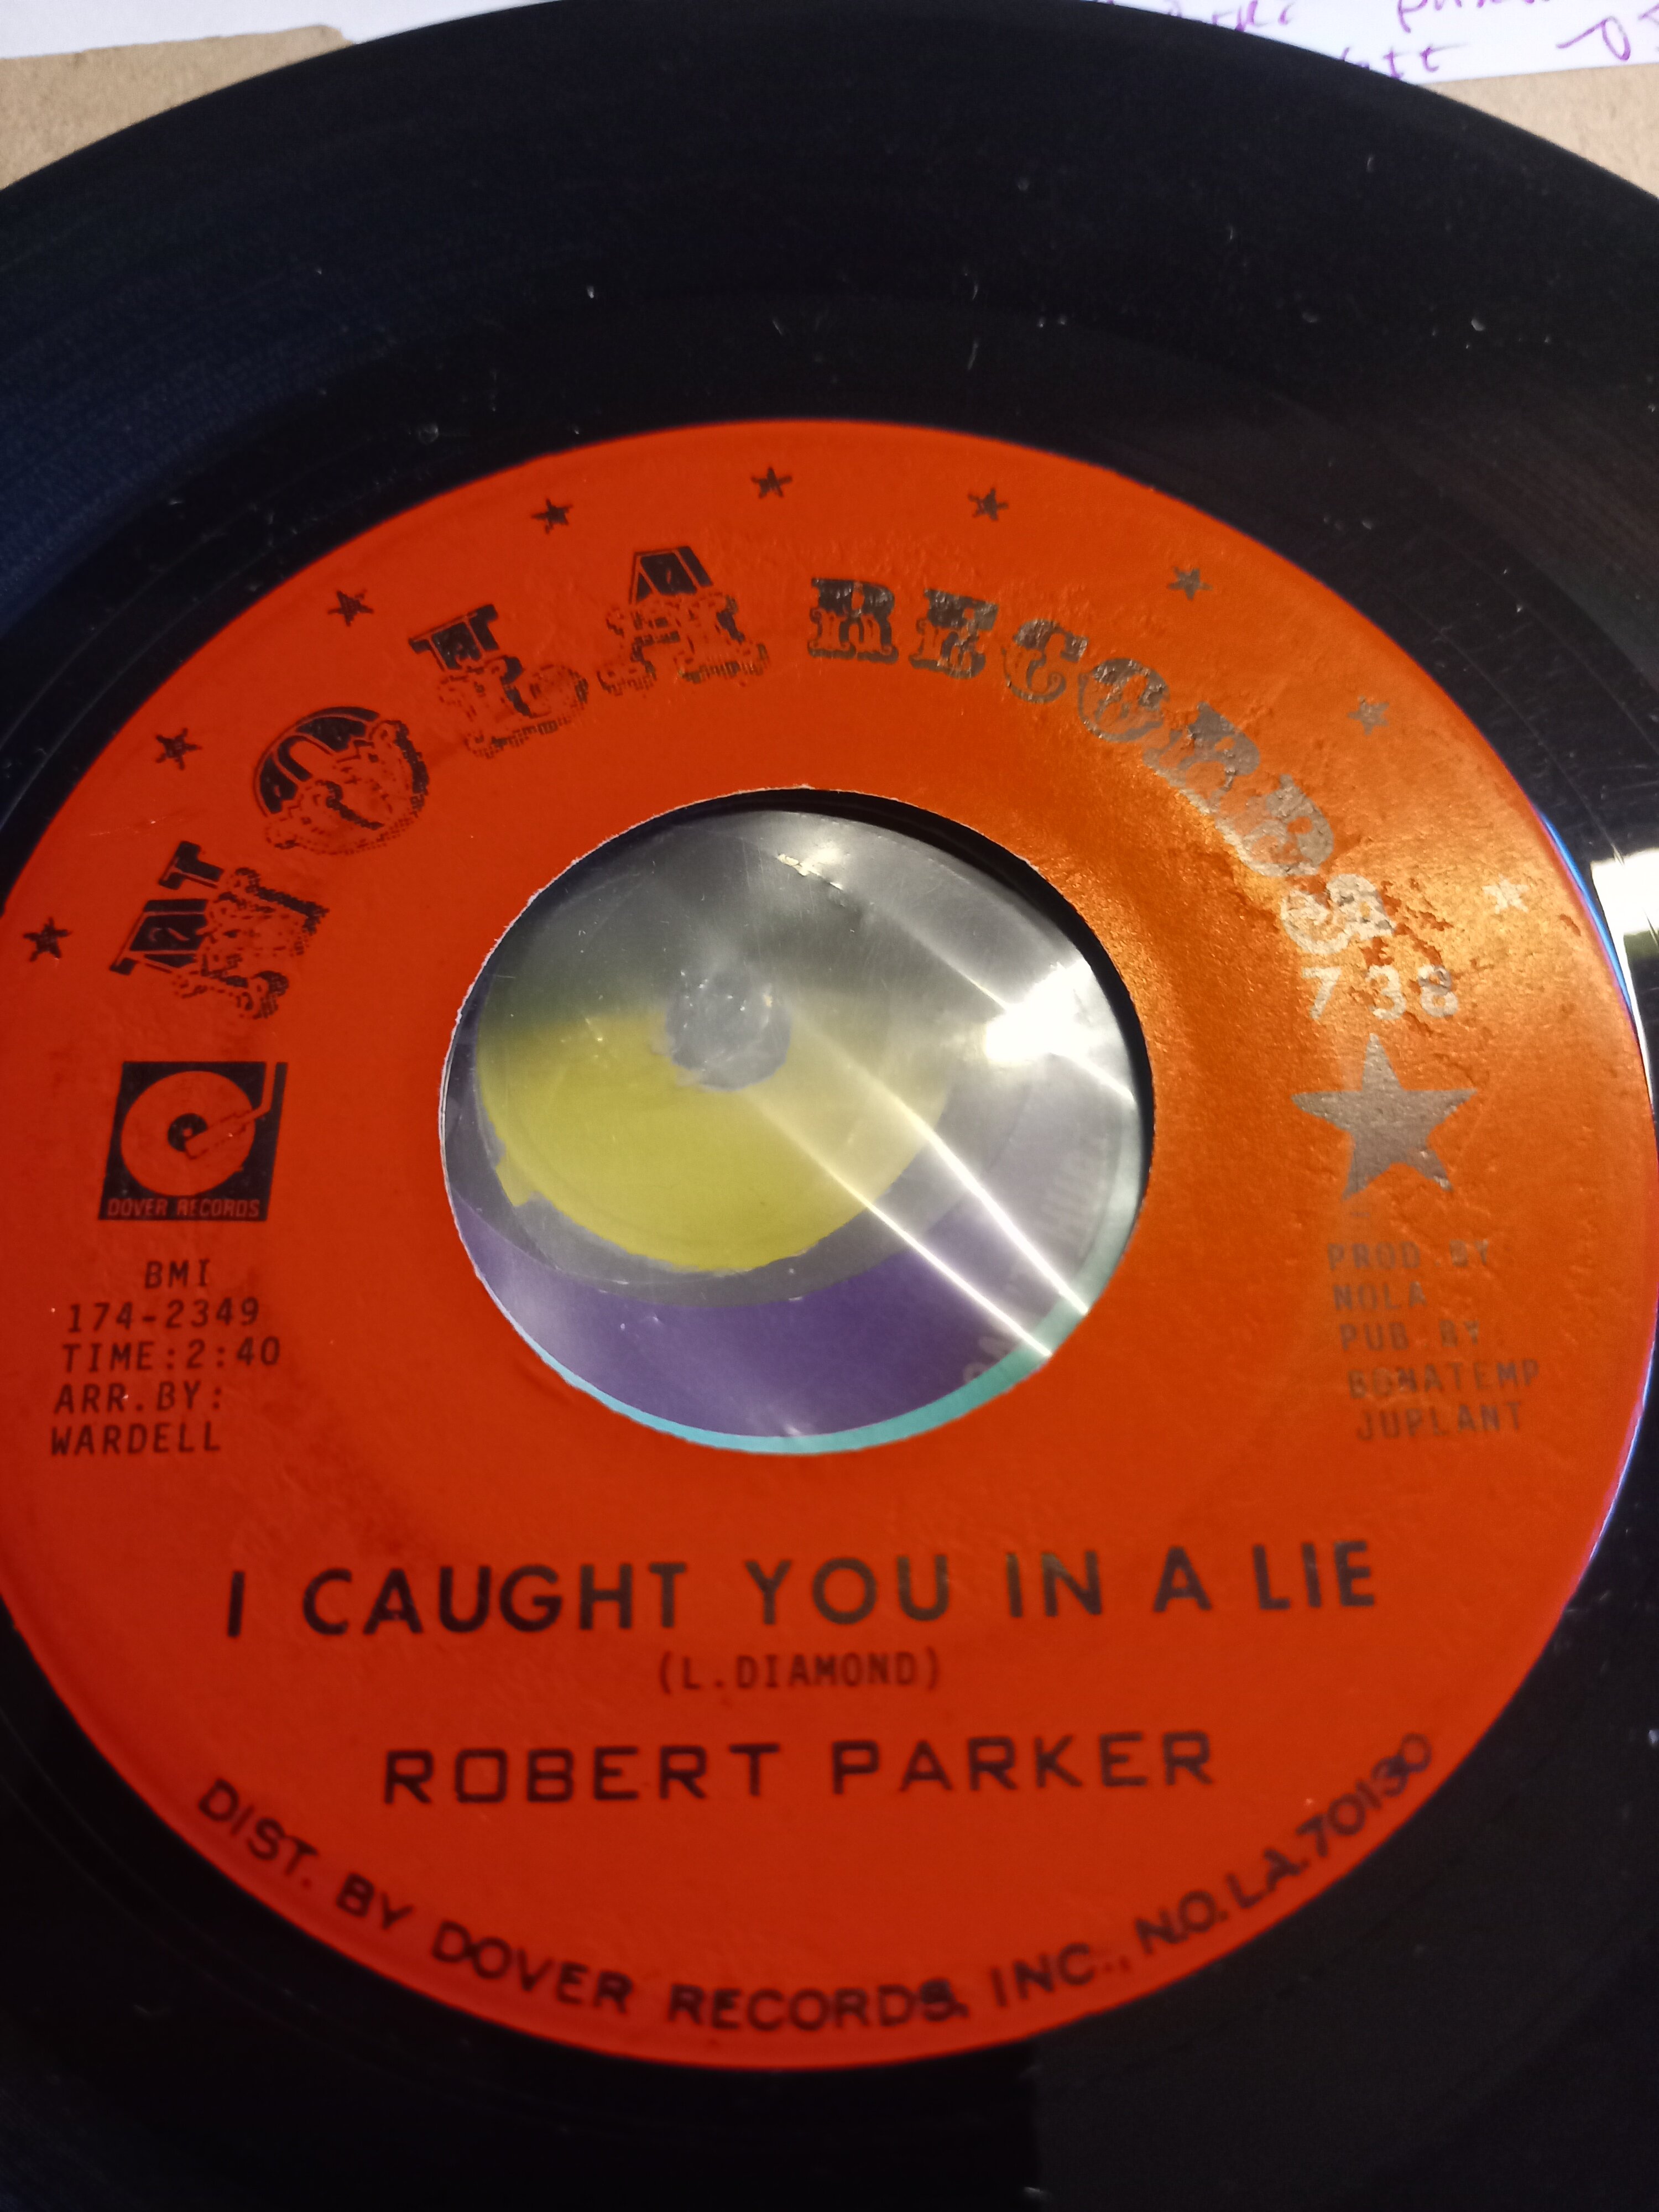 NOLA RECORDS
738
DOVER RECORDS
BMI
174-2349
TIME:2:40
ARR.BY:
WARDELL
PROD.BY
NOLA
PUB.BY:
BONATEMP
JUPLANT
I CAUGHT YOU IN A LIE
(L.DIAMOND)
ROBERT PARKER
DIST. BY DOVER RECORDS, INC., N.O. LA. 70130